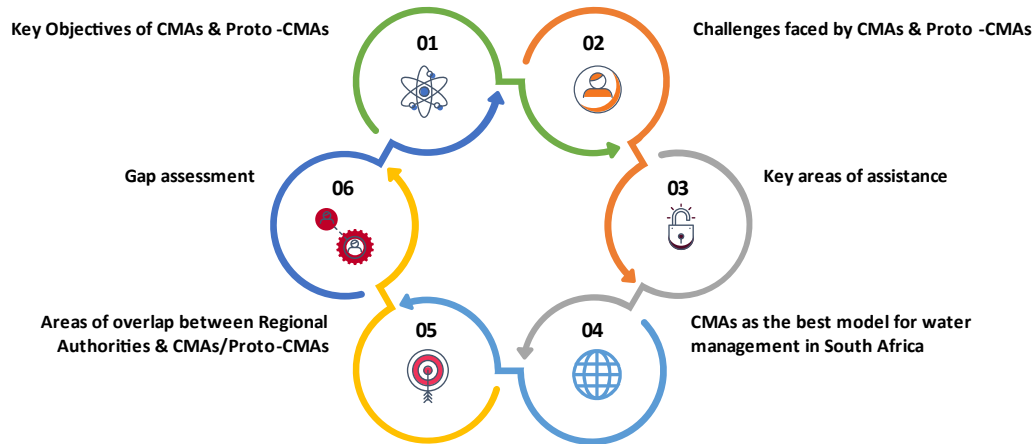 Key Objectives of CMAs & Proto -CMAs
01
02
Challenges faced by CMAs & Proto -CMAs
Gap assessment
06
03
Key areas of assistance
Areas of overlap between Regional
Authorities & CMAs/Proto-CMAs
05
04
CMAs as the best model for water
management in South Africa